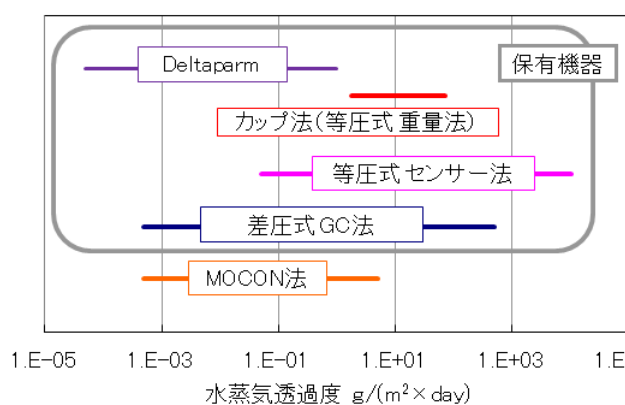 Deltaparm
保有機器
カップ法(等圧式 重量法)
等圧式 センサー法
差圧式 GC法
MOCON法
1.E-05 1.E-03 1.E-01 1.E+01 1.E+03 1.E
水蒸気透過度 g/(m²×day)